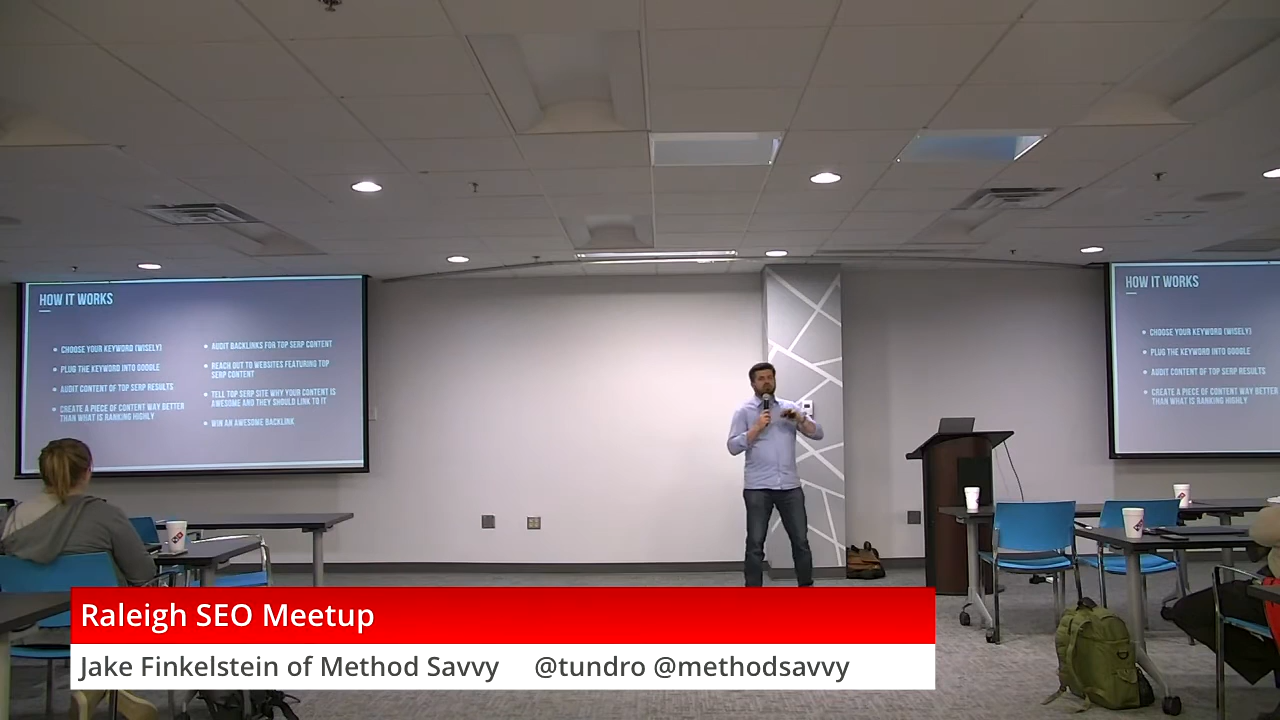 HOW IT WORKS
CHOOSE YOUR KEYWORD (WISELY)
PLUG THE KEYWORD INTO GOOGLE
AUDIT CONTENT OF TOP SERP RESULTS
CREATE A PIECE OF CONTENT WAY BETTER
THAN WHAT IS RANKING HIGHLY
AUDIT BACKLINKS FOR TOP SERP CONTENT
REACH OUT TO WEBSITES FEATURING TOP
SERP CONTENT
TELL TOP SERP SITE WHY YOUR CONTENT IS
AWESOME AND THEY SHOULD LINK TO IT
WIN AN AWESOME BACKLINK
HOW IT WORKS
CHOOSE YOUR KEYWORD (WISELY)
PLUG THE KEYWORD INTO GOOGLE
AUDIT CONTENT OF TOP SERP RESULTS
CREATE A PIECE OF CONTENT WAY BETTER
THAN WHAT IS RANKING HIGHLY
Raleigh SEO Meetup
Jake Finkelstein of Method Savvy @tundro @methodsavvy